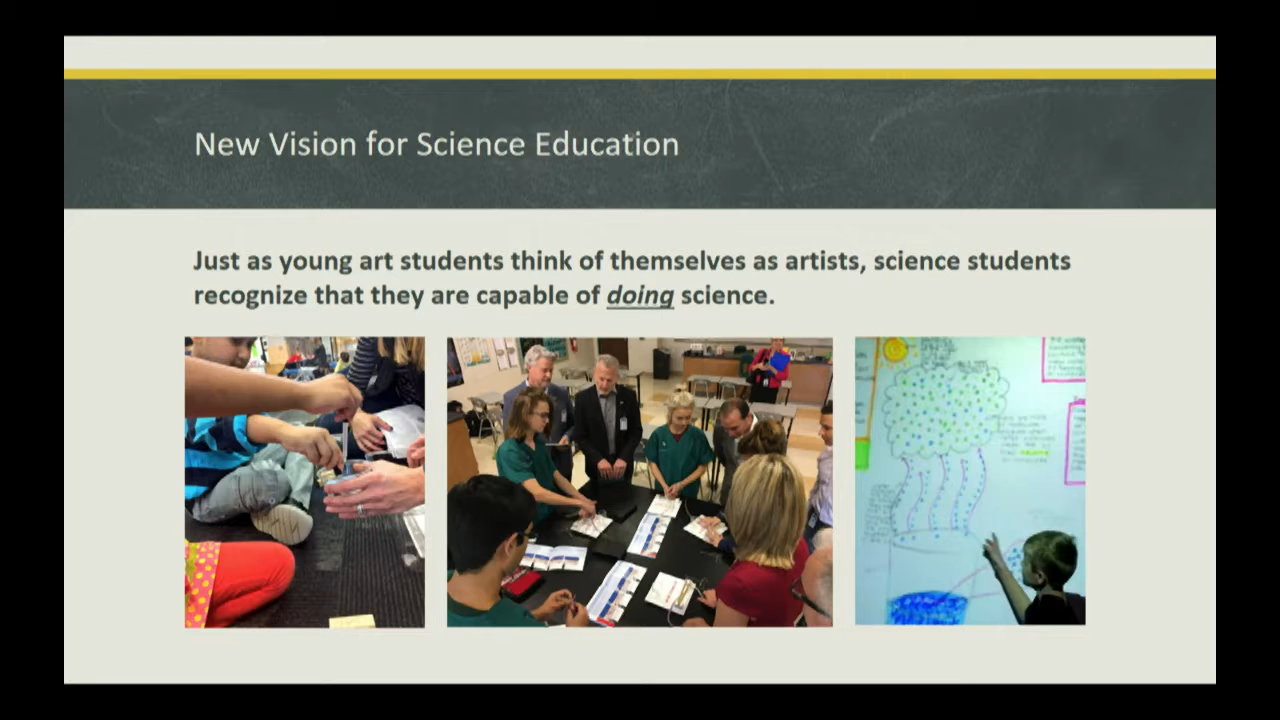 New Vision for Science Education
Just as young art students think of themselves as artists, science students
recognize that they are capable of doing science.